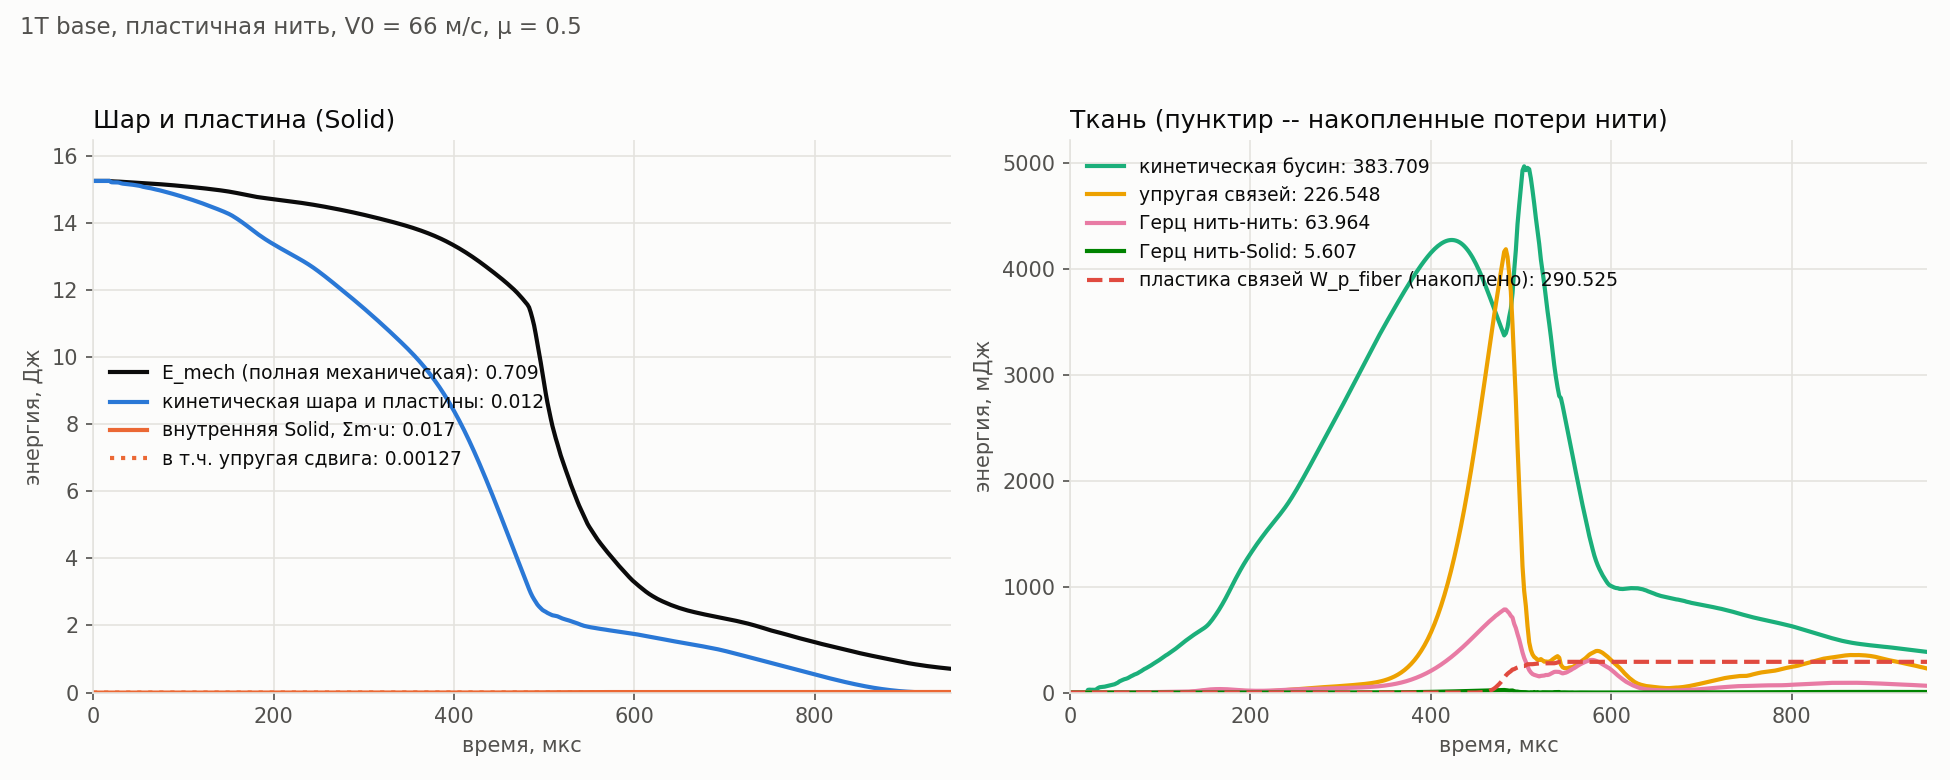 1T base, пластичная нить, V0 = 66 м/с, μ = 0.5
Шар и пластина (Solid)
энергия, Дж
16
14
12
10
8
6
4
2
0
E_mech (полная механическая): 0.709
кинетическая шара и пластины: 0.012
внутренняя Solid, Σm·u: 0.017
в т.ч. упругая сдвига: 0.00127
0 200 400 600 800
время, мкс
Ткань (пунктир -- накопленные потери нити)
энергия, мДж
5000
4000
3000
2000
1000
0
кинетическая бусин: 383.709
упругая связей: 226.548
Герц нить-нить: 63.964
Герц нить-Solid: 5.607
пластика связей W_p_fiber (накоплено): 290.525
0 200 400 600 800
время, мкс